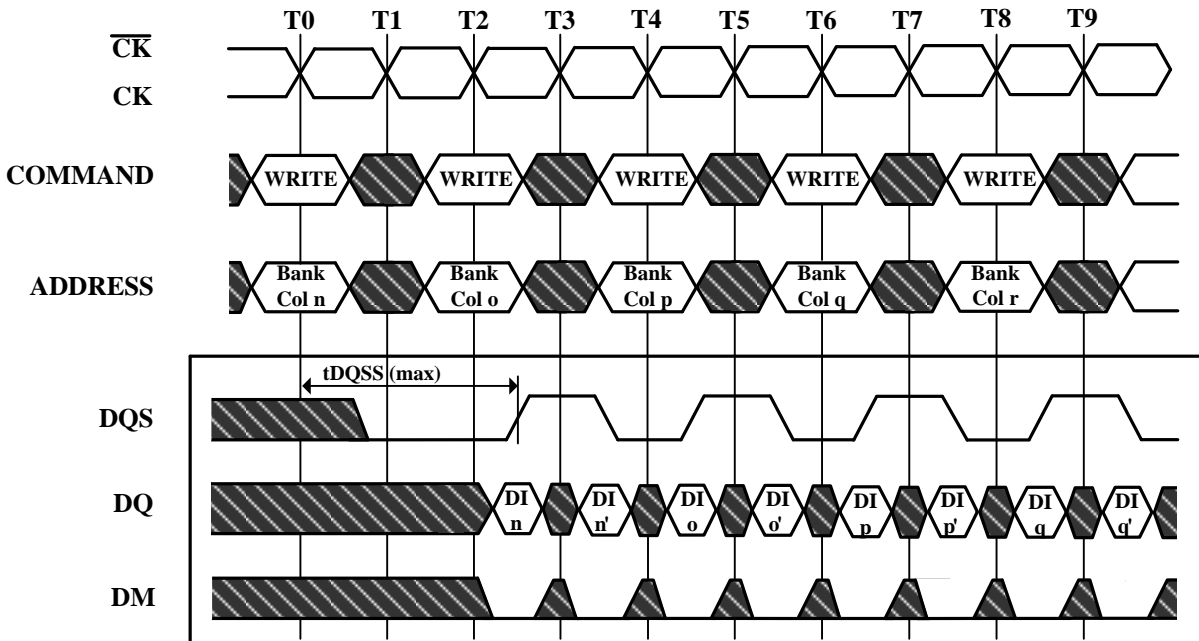 T0 T1 T2 T3 T4 T5 T6 T7 T8 T9
CK
CK
COMMAND WRITE WRITE WRITE WRITE WRITE
ADDRESS
Bank Bank Bank Bank Bank
Col n Col o Col p Col q Col r
tDQSS (max)
DQS
DQ
DI DI DI DI DI DI DI DI
n n' o o' p p' q q'
DM